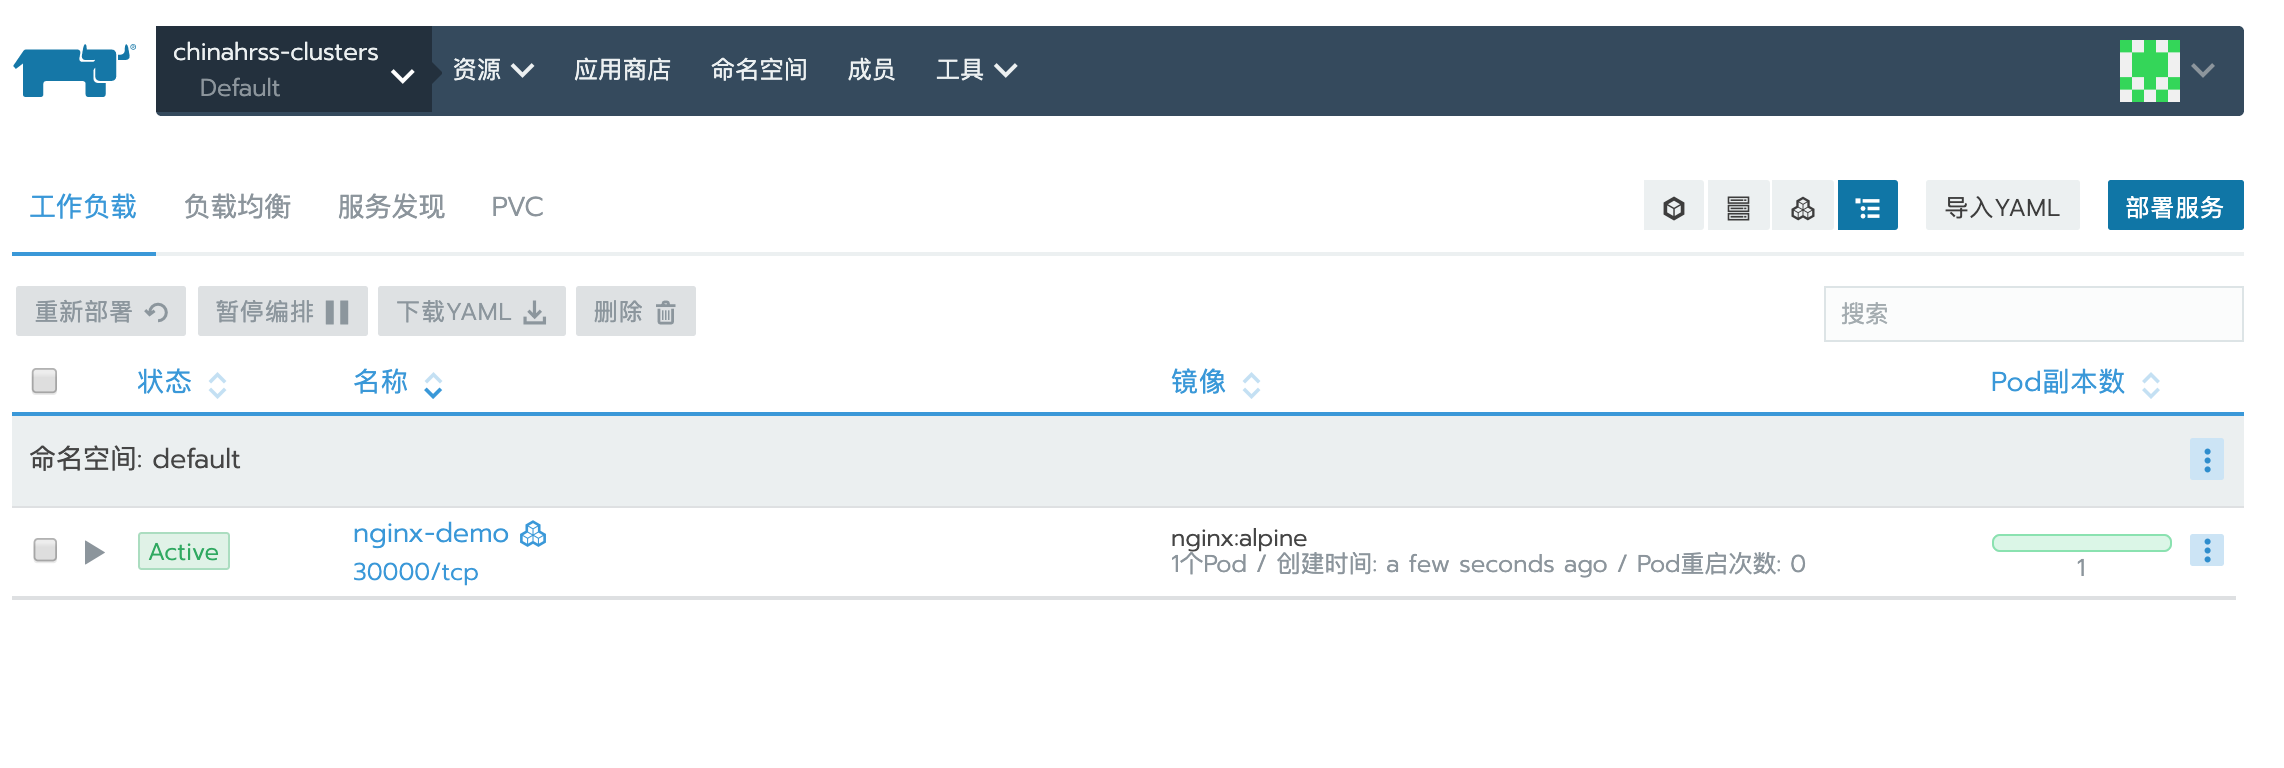 chinahrss-clusters
Default
资源 应用商店 命名空间 成员 工具
工作负载 负载均衡 服务发现 PVC 导入YAML 部署服务
重新部署 暂停编排 下载YAML 删除 搜索
状态 名称 镜像 Pod副本数
命名空间: default
Active nginx-demo nginx:alpine
30000/tcp 1个Pod / 创建时间: a few seconds ago / Pod重启次数: 0 1